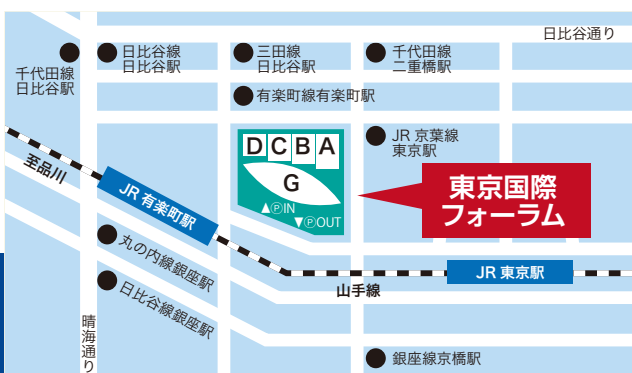 日比谷通り
千代田線
日比谷駅
日比谷線
日比谷駅
三田線
日比谷駅
千代田線
二重橋駅
有楽町線有楽町駅
JR 京葉線
東京駅
D C B A
G
▲ⓅIN
▼ⓅOUT
東京国際
フォーラム
至品川
JR 有楽町駅
丸の内線銀座駅
日比谷線銀座駅
山手線
JR 東京駅
晴海通り
銀座線京橋駅